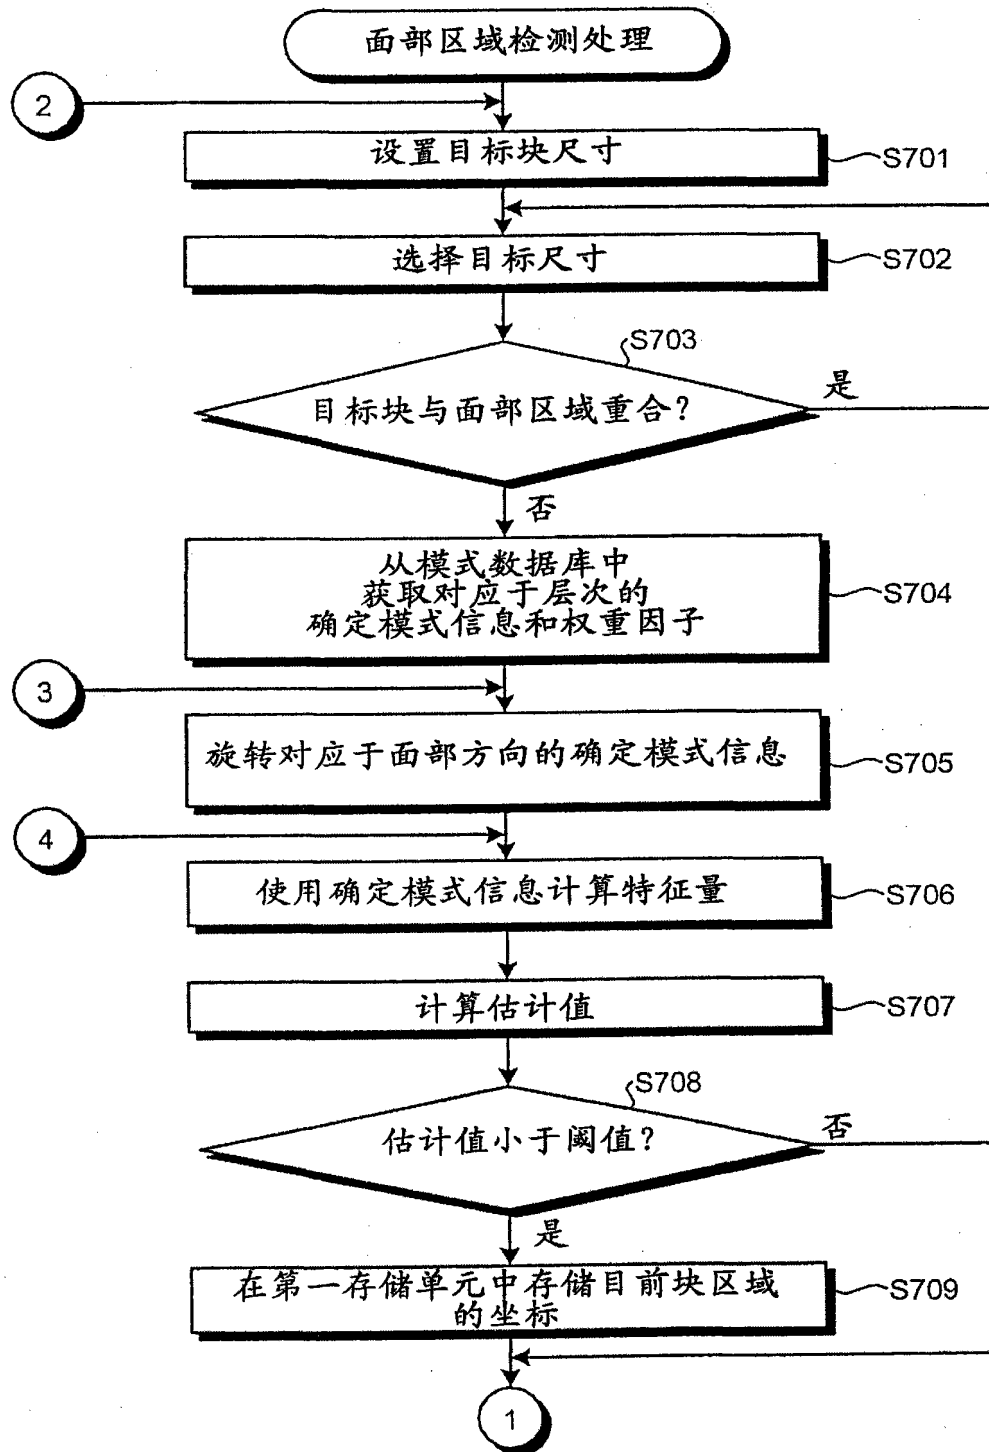 面部区域检测处理
2
设置目标块尺寸
S701
选择目标尺寸
S702
S703
目标块与面部区域重合?
是
否
从模式数据库中
获取对应于层次的
确定模式信息和权重因子
S704
3
旋转对应于面部方向的确定模式信息
S705
4
使用确定模式信息计算特征量
S706
计算估计值
S707
S708
估计值小于阈值?
否
是
在第一存储单元中存储目前块区域
的坐标
S709
1